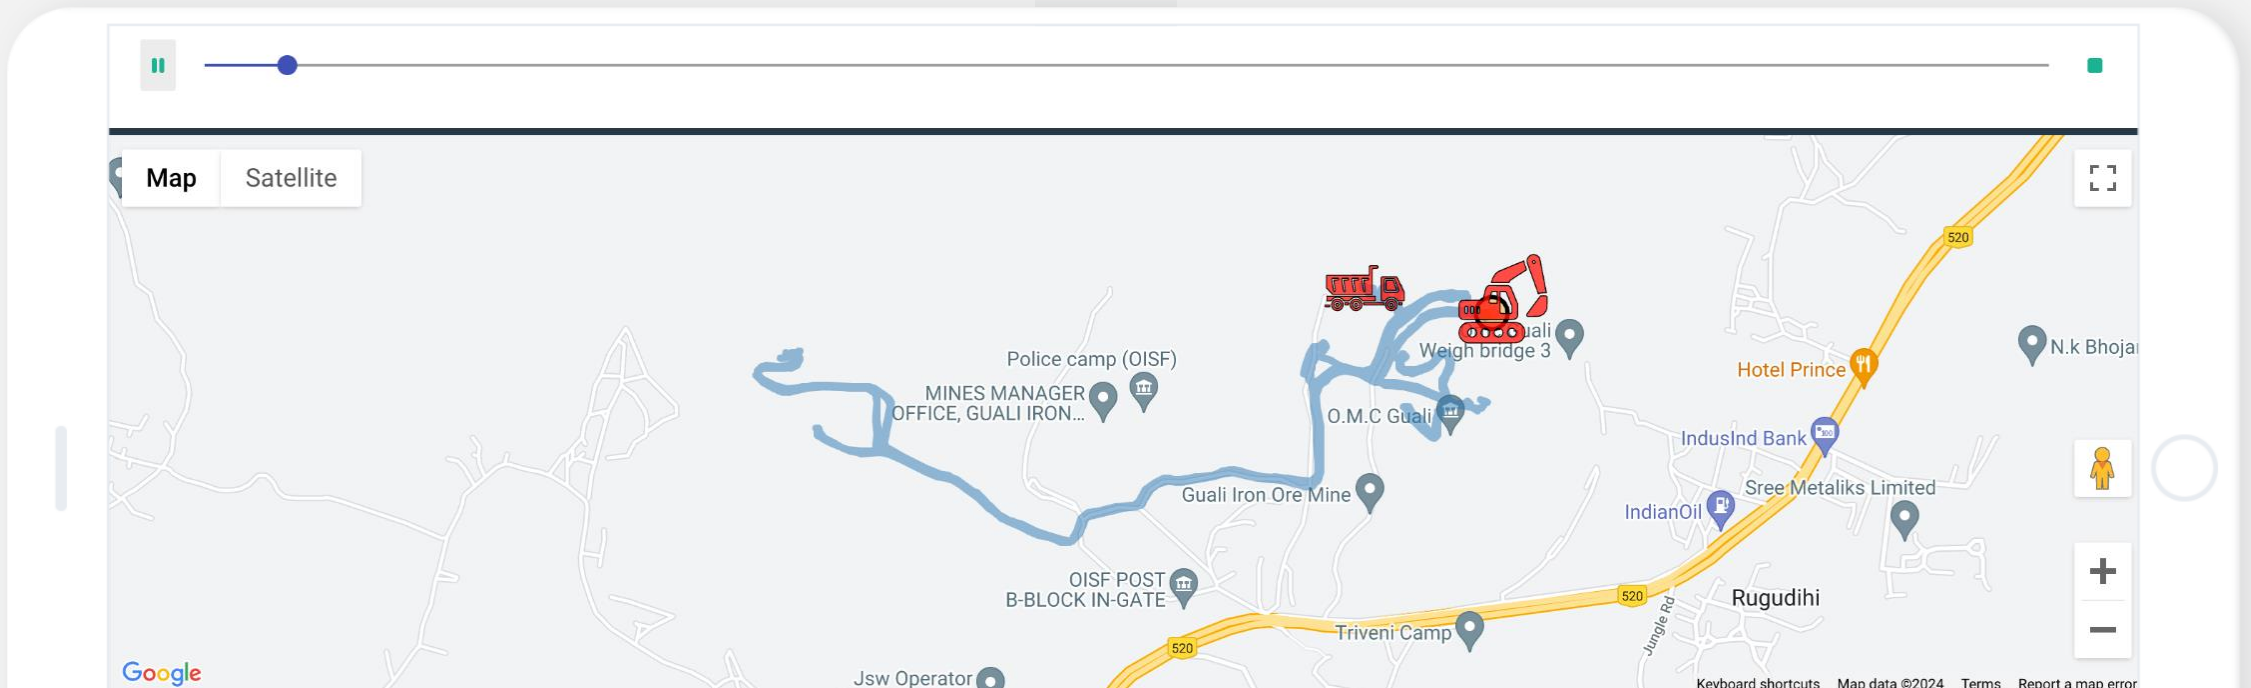 Map
Satellite
520
uali
Weigh bridge 3
Police camp (OISF)
MINES MANAGER
OFFICE, GUALI IRON...
N.k Bhoja
Hotel Prince
O.M.C Guali
IndusInd Bank
Guali Iron Ore Mine
Sree Metaliks Limited
IndianOil
OISF POST
B-BLOCK IN-GATE
520
Rugudihi
Jungle Rd
Triveni Camp
520
Google
Jsw Operator
Keyboard shortcuts
Map data ©2024
Terms
Report a map error